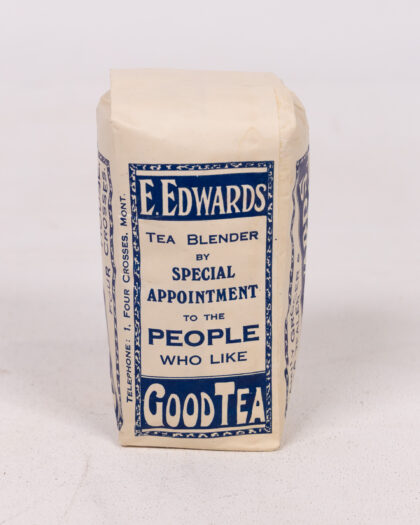 E. EDWARDS
TEA BLENDER
BY
SPECIAL
APPOINTMENT
TO THE
PEOPLE
WHO LIKE
GOOD TEA
TELEPHONE: 1, FOUR CROSSES, MONT.
FOUR CROSSES